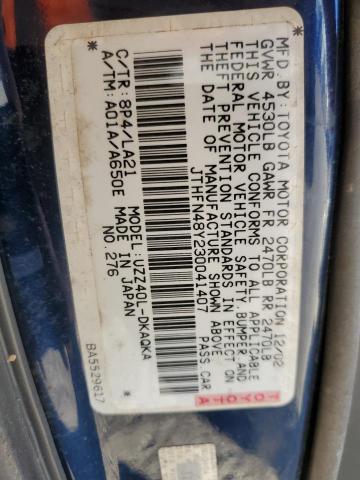 MFD.BY:TOYOTA MOTOR CORPORATION 12/02
GVWR 4530LB GAWR FR 2470LB RR 2470LB
THIS VEHICLE CONFORMS TO ALL APPLICABLE
FEDERAL MOTOR VEHICLE SAFETY,BUMPER,AND
THEFT PREVENTION STANDARDS IN EFFECT ON
THE DATE OF MANUFACTURE SHOWN ABOVE.
JTHFN48Y230041407 PASS.CAR
C/TR:8P4/LA21 MODEL:UZZ40L-DKAQKA
A/TM:A01A/A650E MADE IN JAPAN
NO.276
BA5529617
TOYOTA